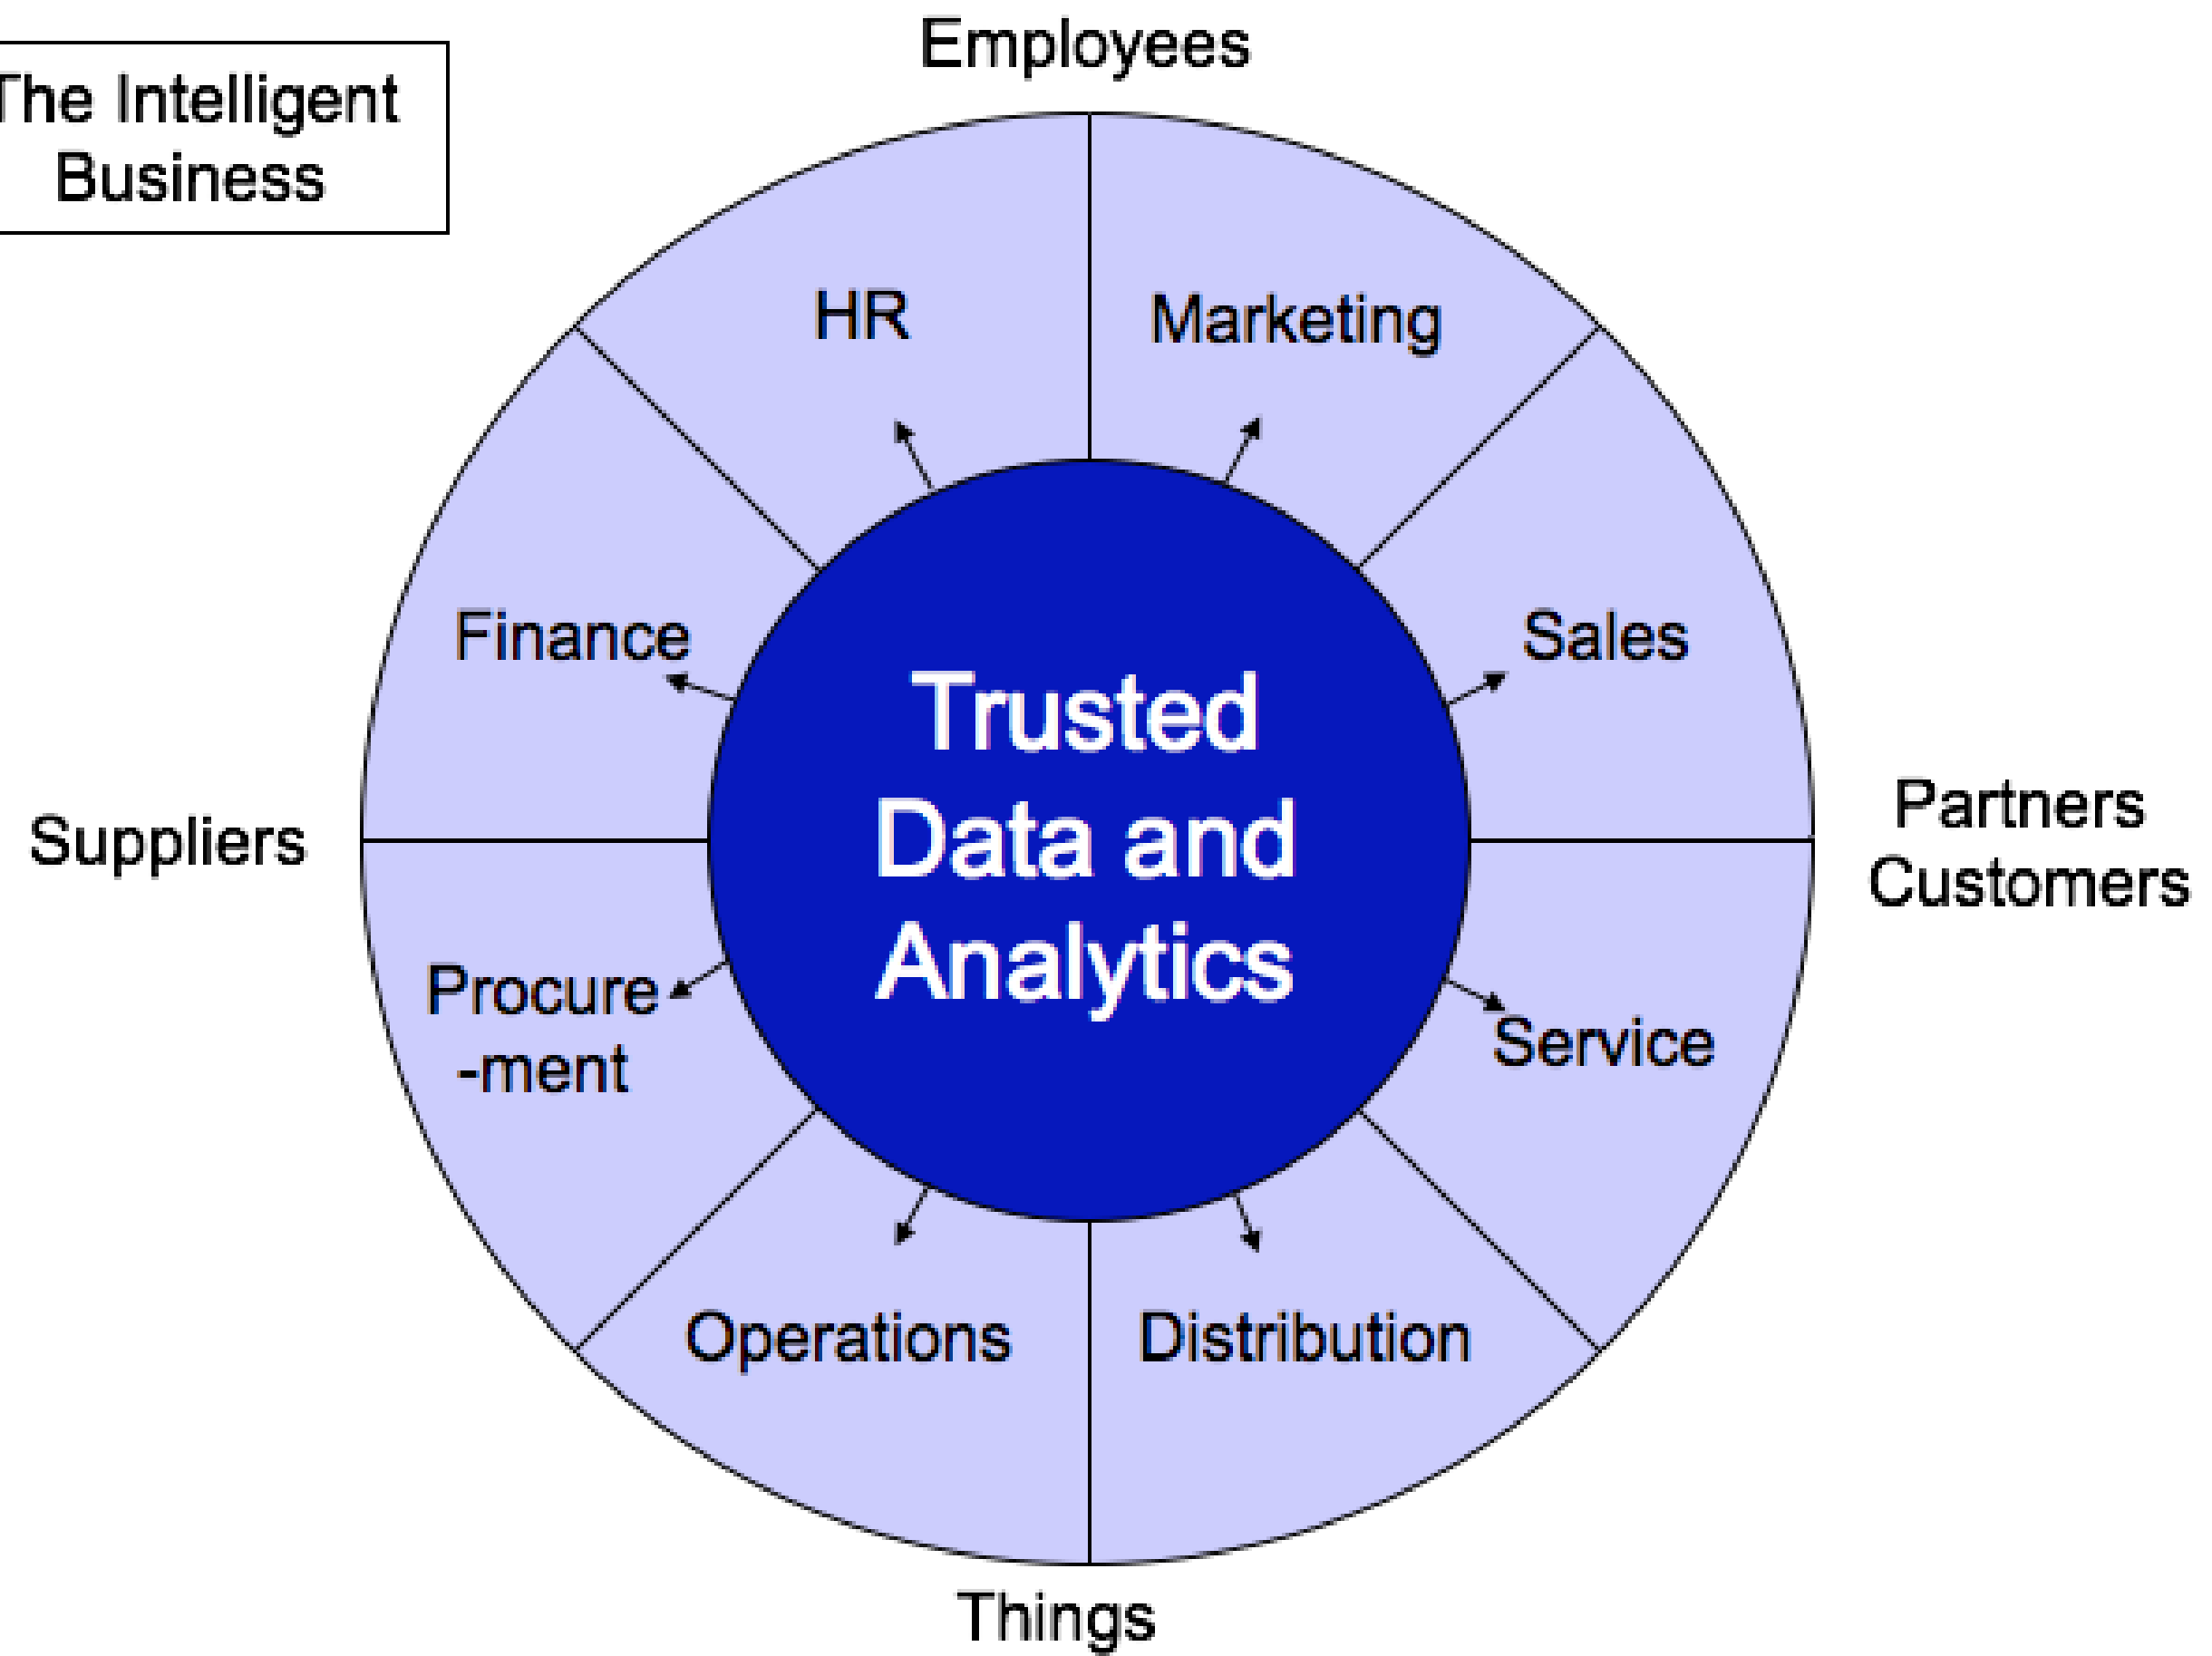 Employees
The Intelligent
Business
HR
Marketing
Finance
Sales
Trusted
Data and
Analytics
Suppliers
Partners
Customers
Procure
-ment
Service
Operations
Distribution
Things